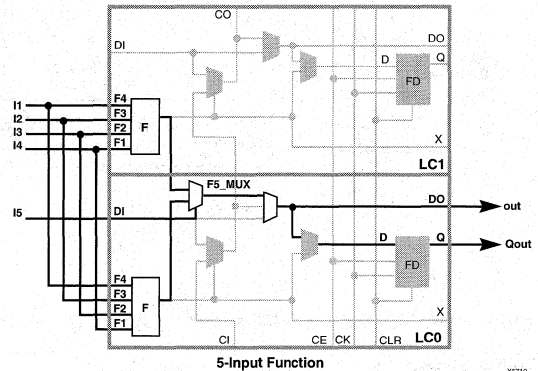 CO
DI
DO
D
Q
FD
I1
I2
I3
I4
F4
F3
F2
F1
F
X
LC1
F5_MUX
I5
DI
DO
out
D
Q
Qout
FD
F4
F3
F2
F1
F
X
CI
CE
CK
CLR
LC0
5-Input Function